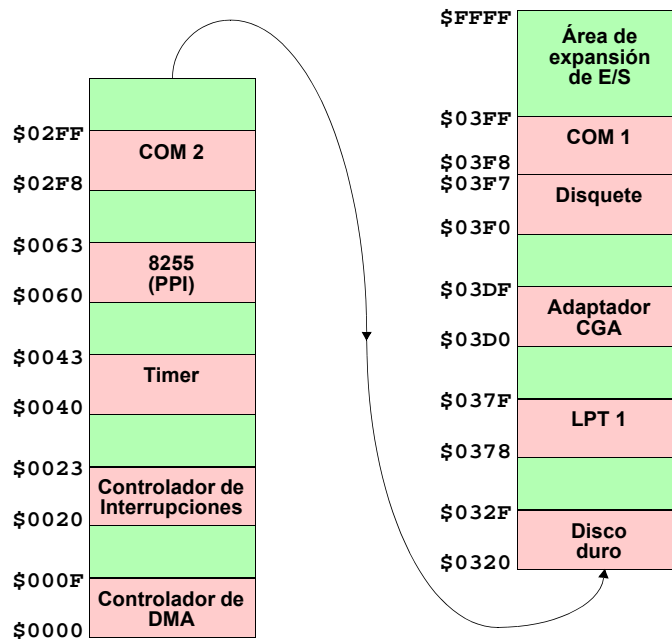 $02FF
COM 2
$02F8
$0063
8255
(PPI)
$0060
$0043
Timer
$0040
$0023
Controlador de
Interrupciones
$0020
$000F
Controlador de
DMA
$0000
$FFFF
Área de
expansión
de E/S
$03FF
COM 1
$03F8
$03F7
Disquete
$03F0
$03DF
Adaptador
CGA
$03D0
$037F
LPT 1
$0378
$032F
Disco
duro
$0320